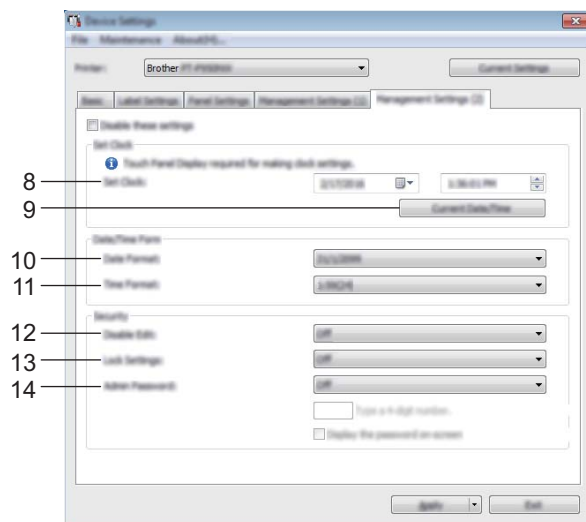 Device Settings
File Maintenance About(H)...
Printer: Brother
Current Settings
Basic Label Settings Panel Settings Management Settings (1) Management Settings (2)
Disable these settings
Set Clock
Touch Panel Display required for making clock settings.
8 Set Clock: 2/17/2016 1:36:01 PM
9 Current Date/Time
Date/Time Form
10 Date Format:
11 Time Format:
Security
12 Disable Edit: Off
13 Lock Settings: Off
14 Admin Password: Off
Type a 4-digit number.
Display the password on-screen
Apply Exit